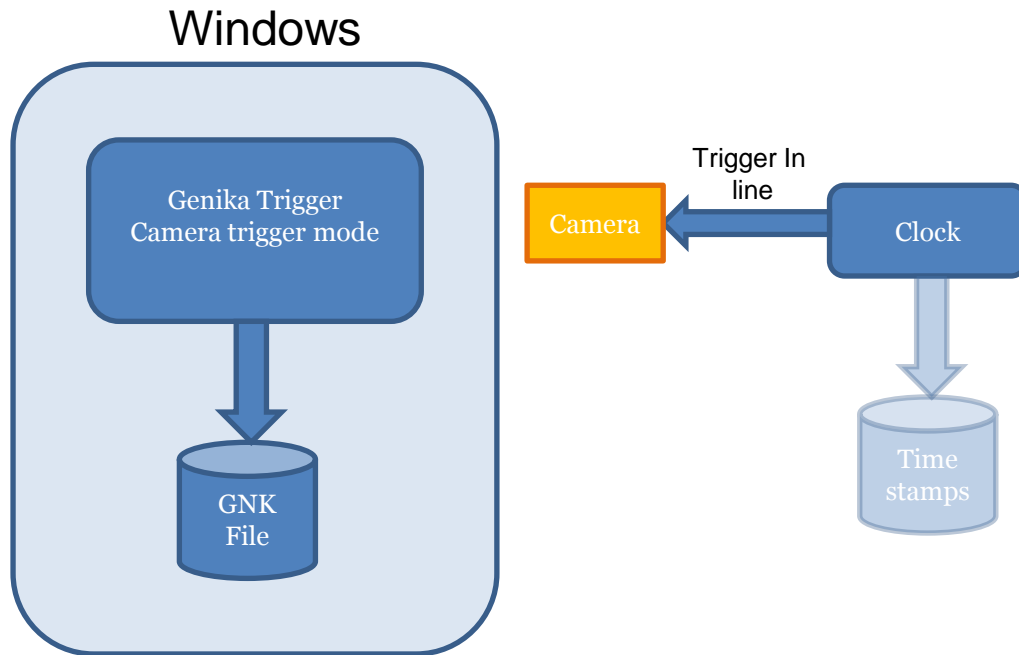 Windows
Genika Trigger
Camera trigger mode
GNK
File
Trigger In
line
Camera
Clock
Time
stamps